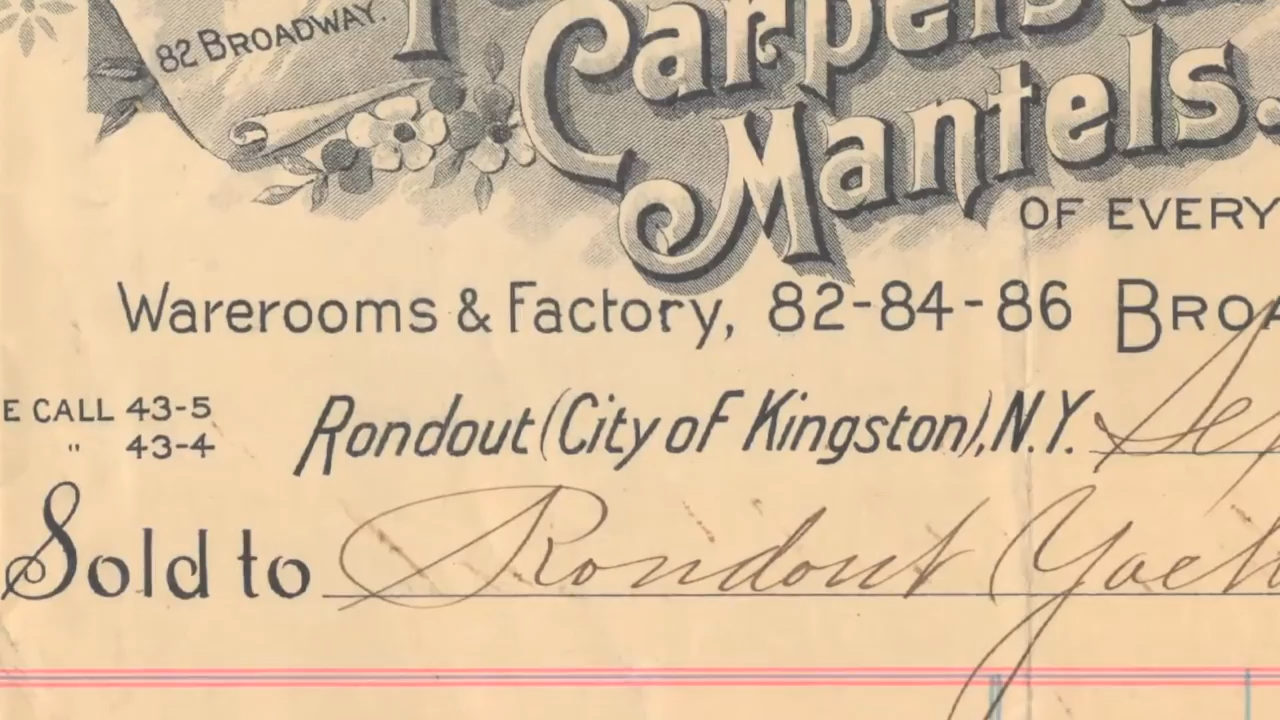 82 BROADWAY.
Carpets
Mantels.
OF EVERY
Warerooms & Factory, 82-84-86
E CALL 43-5
" 43-4
Rondout (City of Kingston), N.Y.
Sold to Rondout